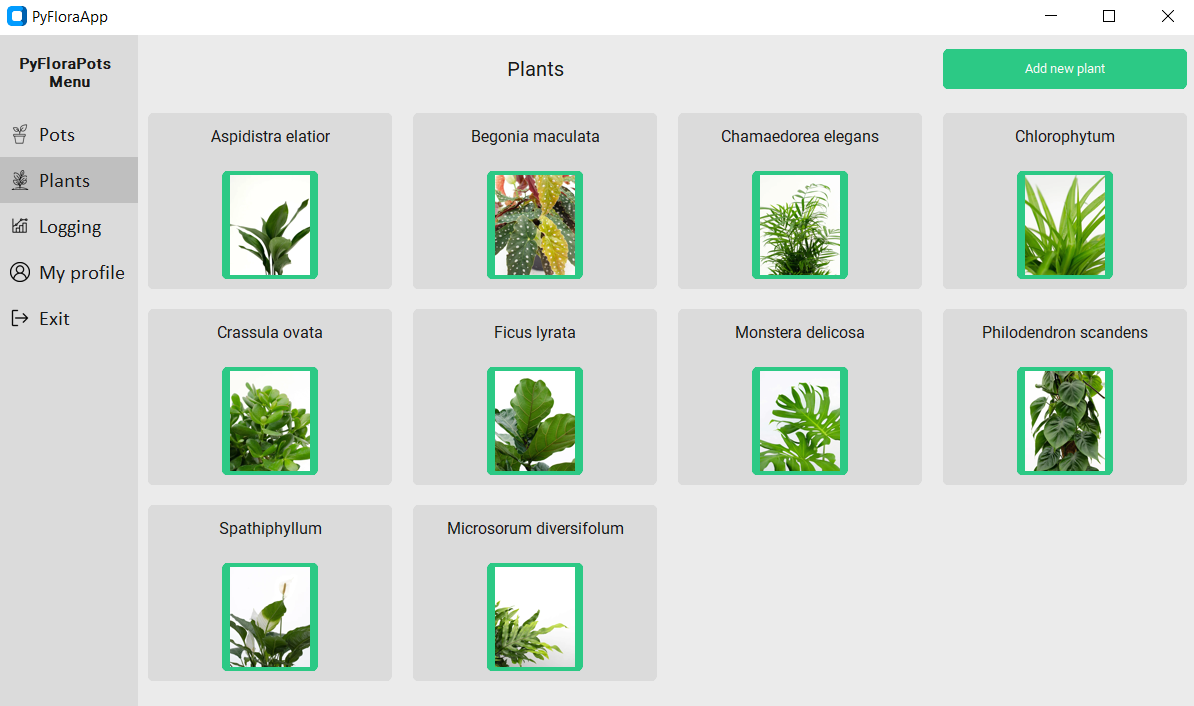 PyFloraApp
PyFloraPots
Menu
Pots
Plants
Logging
My profile
Exit
Plants
Add new plant
Aspidistra elatior
Begonia maculata
Chamaedorea elegans
Chlorophytum
Crassula ovata
Ficus lyrata
Monstera delicosa
Philodendron scandens
Spathiphyllum
Microsorum diversifolum